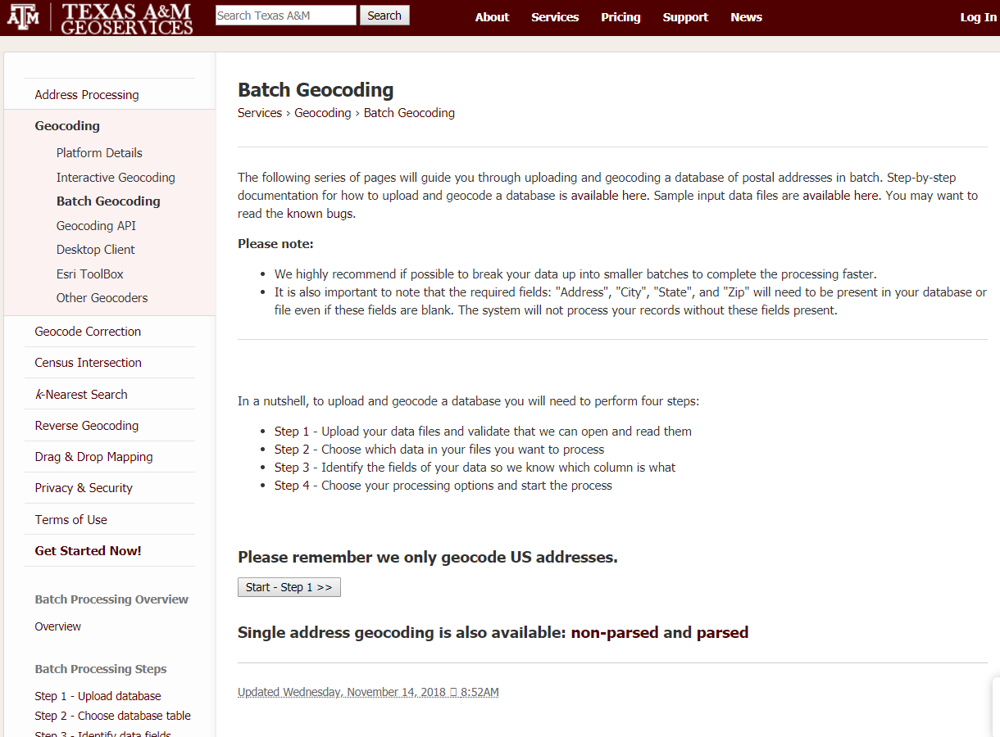 TEXAS A&M
GEOSERVICES
Search Texas A&M
Search
About
Services
Pricing
Support
News
Log In
Address Processing
Geocoding
Platform Details
Interactive Geocoding
Batch Geocoding
Geocoding API
Desktop Client
Esri ToolBox
Other Geocoders
Geocode Correction
Census Intersection
k-Nearest Search
Reverse Geocoding
Drag & Drop Mapping
Privacy & Security
Terms of Use
Get Started Now!
Batch Processing Overview
Overview
Batch Processing Steps
Step 1 - Upload database
Step 2 - Choose database table
Step 3 - Identify data fields
Batch Geocoding
Services › Geocoding › Batch Geocoding
The following series of pages will guide you through uploading and geocoding a database of postal addresses in batch. Step-by-step
documentation for how to upload and geocode a database is available here. Sample input data files are available here. You may want to
read the known bugs.
Please note:
• We highly recommend if possible to break your data up into smaller batches to complete the processing faster.
• It is also important to note that the required fields: "Address", "City", "State", and "Zip" will need to be present in your database or
file even if these fields are blank. The system will not process your records without these fields present.
In a nutshell, to upload and geocode a database you will need to perform four steps:
• Step 1 - Upload your data files and validate that we can open and read them
• Step 2 - Choose which data in your files you want to process
• Step 3 - Identify the fields of your data so we know which column is what
• Step 4 - Choose your processing options and start the process
Please remember we only geocode US addresses.
Start - Step 1 >>
Single address geocoding is also available: non-parsed and parsed
Updated Wednesday, November 14, 2018 ▯ 8:52AM